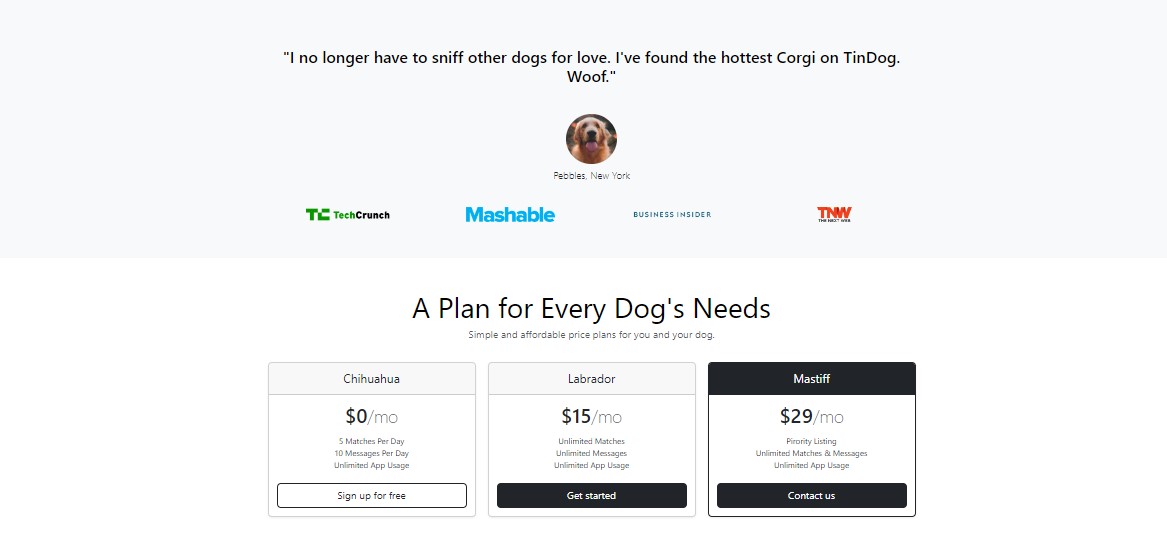 "I no longer have to sniff other dogs for love. I've found the hottest Corgi on TinDog.
Woof."
Pebbles, New York
TC TechCrunch
Mashable
BUSINESS INSIDER
TNW
THE NEXT WEB
A Plan for Every Dog's Needs
Simple and affordable price plans for you and your dog.
Chihuahua
$0/mo
5 Matches Per Day
10 Messages Per Day
Unlimited App Usage
Sign up for free
Labrador
$15/mo
Unlimited Matches
Unlimited Messages
Unlimited App Usage
Get started
Mastiff
$29/mo
Pirority Listing
Unlimited Matches & Messages
Unlimited App Usage
Contact us